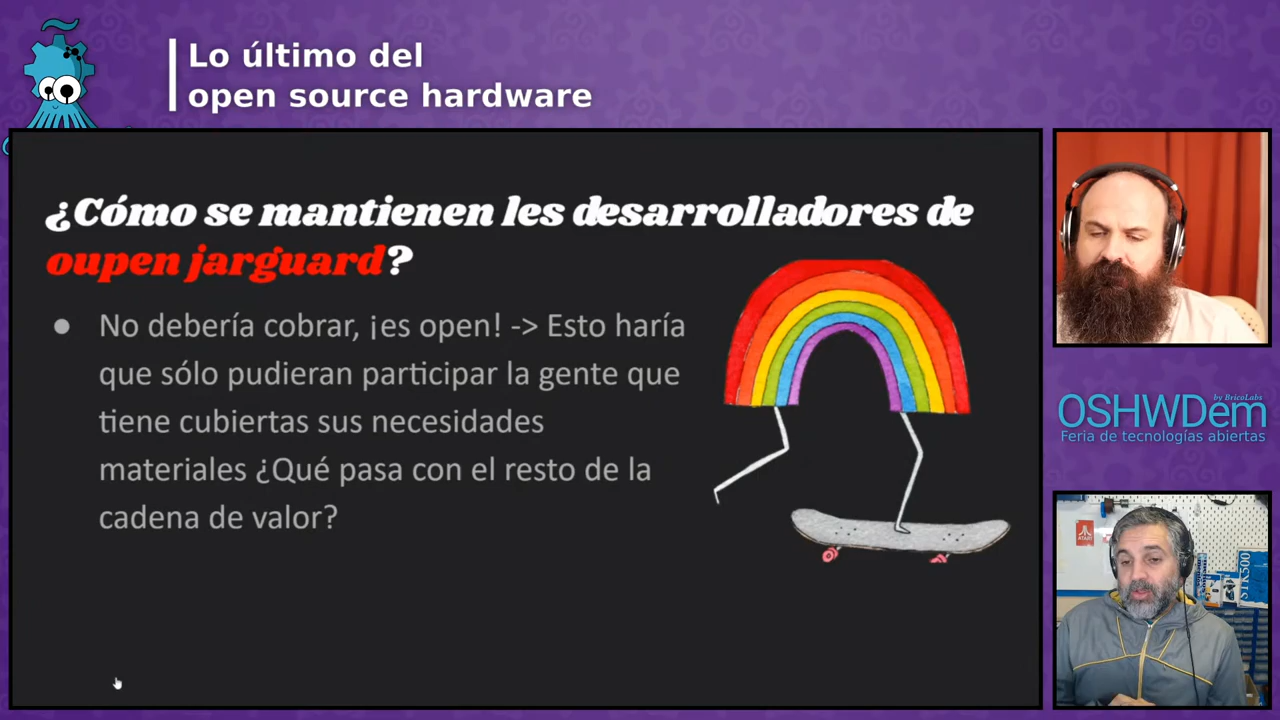 Lo último del
open source hardware
¿Cómo se mantienen les desarrolladores de
oupen jarguard?
● No debería cobrar, ¡es open! -> Esto haría
que sólo pudieran participar la gente que
tiene cubiertas sus necesidades
materiales ¿Qué pasa con el resto de la
cadena de valor?
by BricoLabs
OSHWDem
Feria de tecnologías abiertas
ATARI
STK500